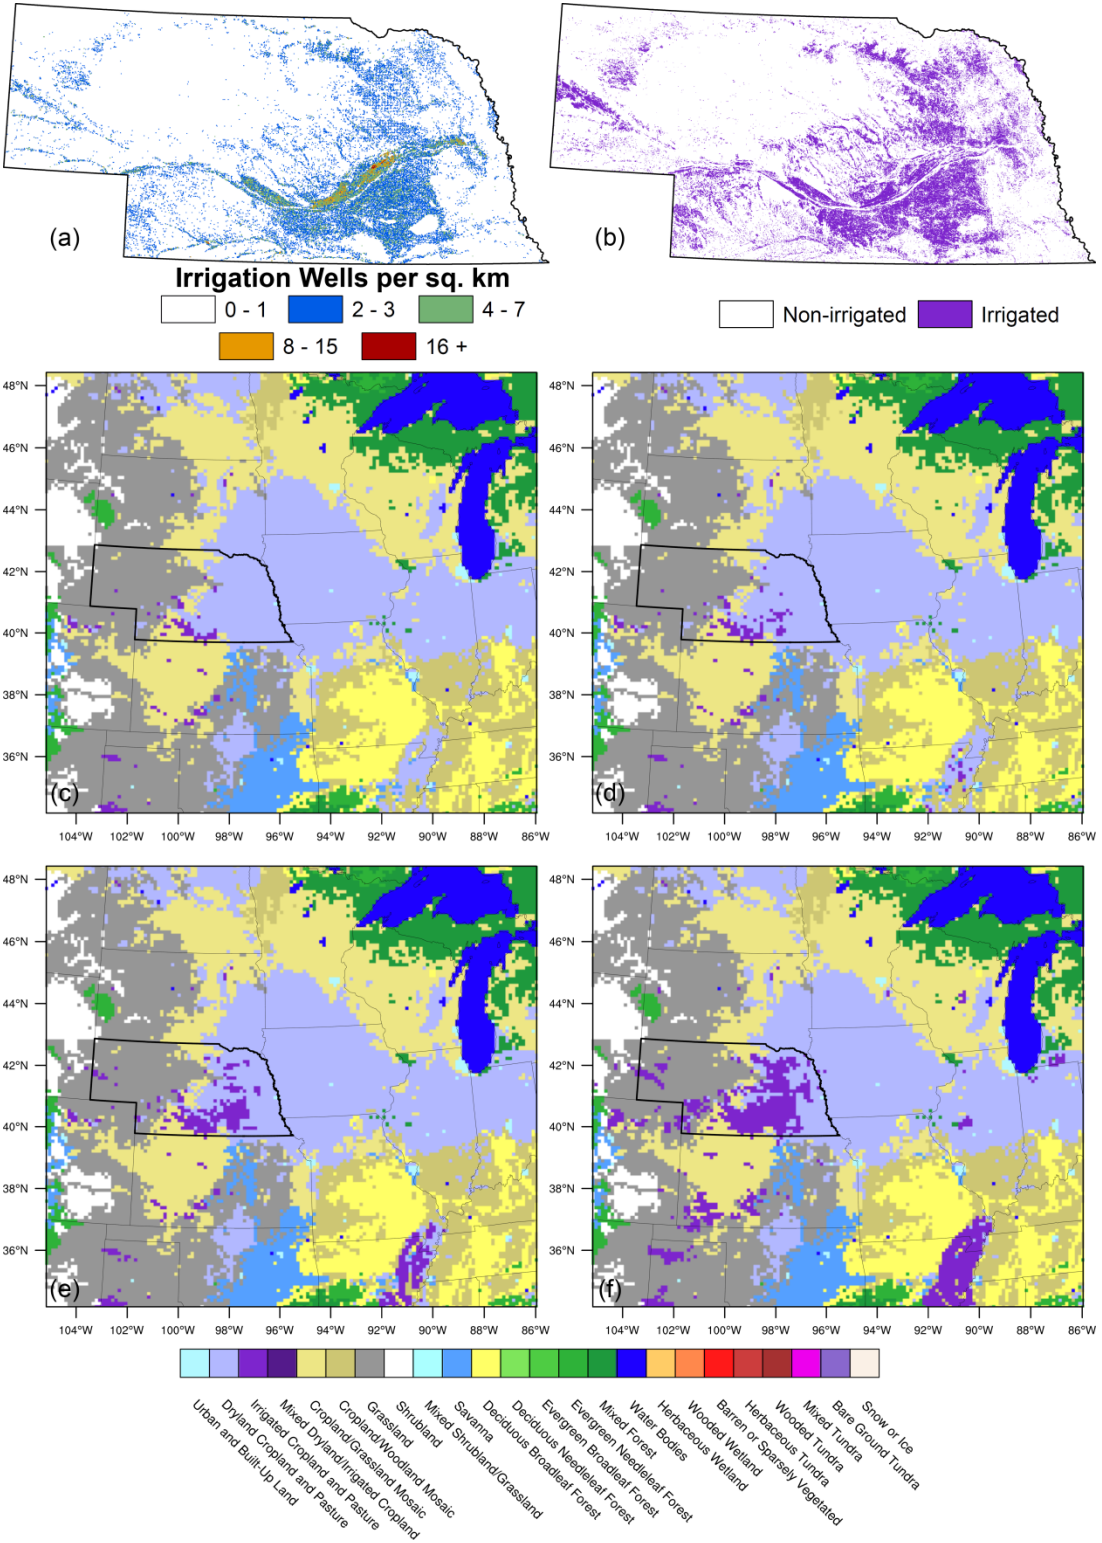 (a)
(b)
Irrigation Wells per sq. km
0 - 1
2 - 3
4 - 7
8 - 15
16 +
Non-irrigated
Irrigated
48°N
46°N
44°N
42°N
40°N
38°N
36°N
(c)
104°W 102°W 100°W 98°W 96°W 94°W 92°W 90°W 88°W 86°W
48°N
46°N
44°N
42°N
40°N
38°N
36°N
(d)
104°W 102°W 100°W 98°W 96°W 94°W 92°W 90°W 88°W 86°W
48°N
46°N
44°N
42°N
40°N
38°N
36°N
(e)
104°W 102°W 100°W 98°W 96°W 94°W 92°W 90°W 88°W 86°W
48°N
46°N
44°N
42°N
40°N
38°N
36°N
(f)
104°W 102°W 100°W 98°W 96°W 94°W 92°W 90°W 88°W 86°W
Urban and Built-Up Land
Dryland Cropland and Pasture
Irrigated Cropland and Pasture
Mixed Dryland/Irrigated Cropland
Cropland/Grassland Mosaic
Cropland/Woodland Mosaic
Grassland
Shrubland
Mixed Shrubland/Grassland
Savanna
Deciduous Broadleaf Forest
Deciduous Needleleaf Forest
Evergreen Broadleaf Forest
Evergreen Needleleaf Forest
Mixed Forest
Water Bodies
Herbaceous Wetland
Wooded Wetland
Barren or Sparsely Vegetated
Herbaceous Tundra
Wooded Tundra
Mixed Tundra
Bare Ground Tundra
Snow or Ice